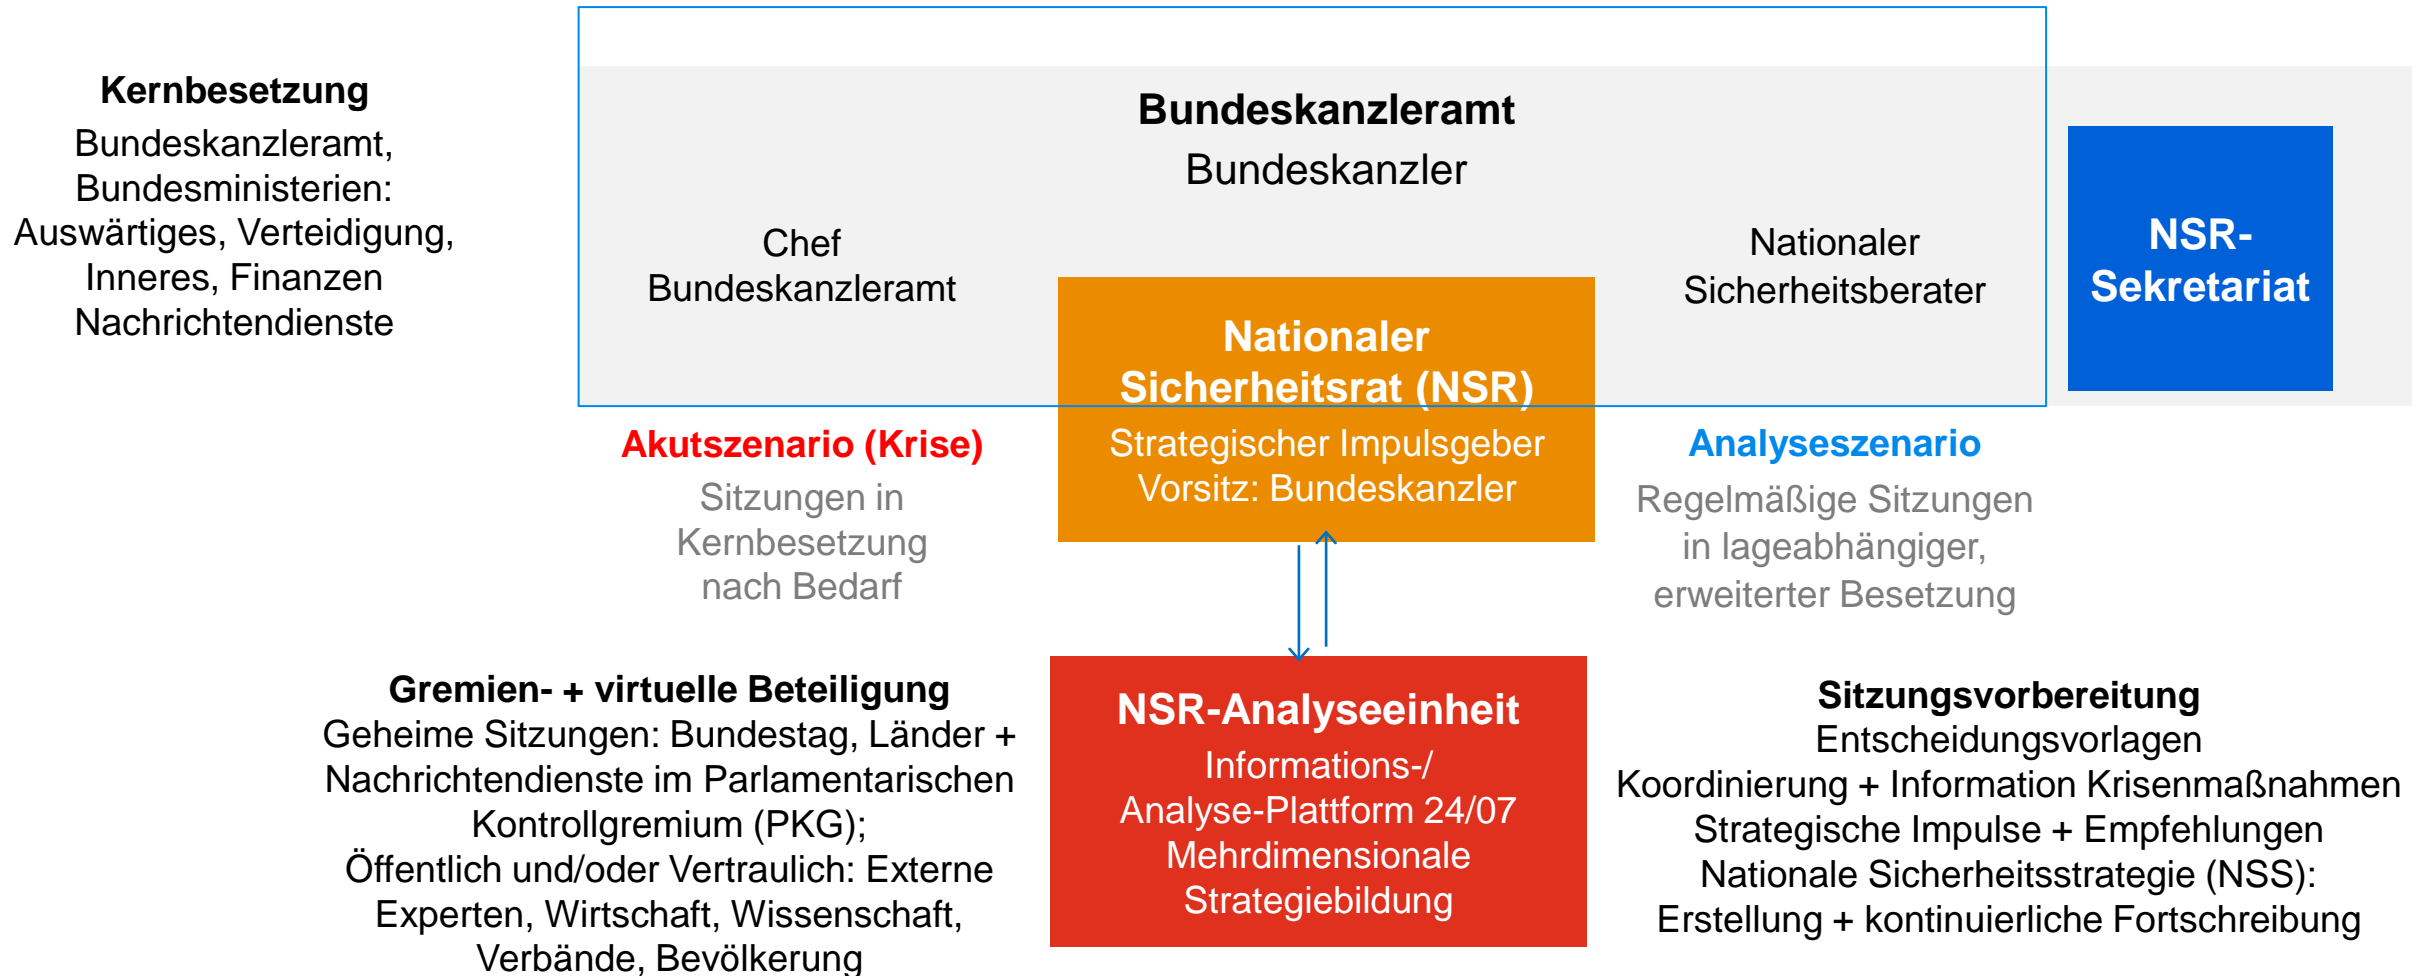 Kernbesetzung
Bundeskanzleramt,
Bundesministerien:
Auswärtiges, Verteidigung,
Inneres, Finanzen
Nachrichtendienste
Bundeskanzleramt
Bundeskanzler
Chef
Bundeskanzleramt
Nationaler
Sicherheitsberater
NSR-
Sekretariat
Nationaler
Sicherheitsrat (NSR)
Strategischer Impulsgeber
Vorsitz: Bundeskanzler
Akutszenario (Krise)
Sitzungen in
Kernbesetzung
nach Bedarf
Analyseszenario
Regelmäßige Sitzungen
in lageabhängiger,
erweiterter Besetzung
Gremien- + virtuelle Beteiligung
Geheime Sitzungen: Bundestag, Länder +
Nachrichtendienste im Parlamentarischen
Kontrollgremium (PKG);
Öffentlich und/oder Vertraulich: Externe
Experten, Wirtschaft, Wissenschaft,
Verbände, Bevölkerung
NSR-Analyseeinheit
Informations-/
Analyse-Plattform 24/07
Mehrdimensionale
Strategiebildung
Sitzungsvorbereitung
Entscheidungsvorlagen
Koordinierung + Information Krisenmaßnahmen
Strategische Impulse + Empfehlungen
Nationale Sicherheitsstrategie (NSS):
Erstellung + kontinuierliche Fortschreibung